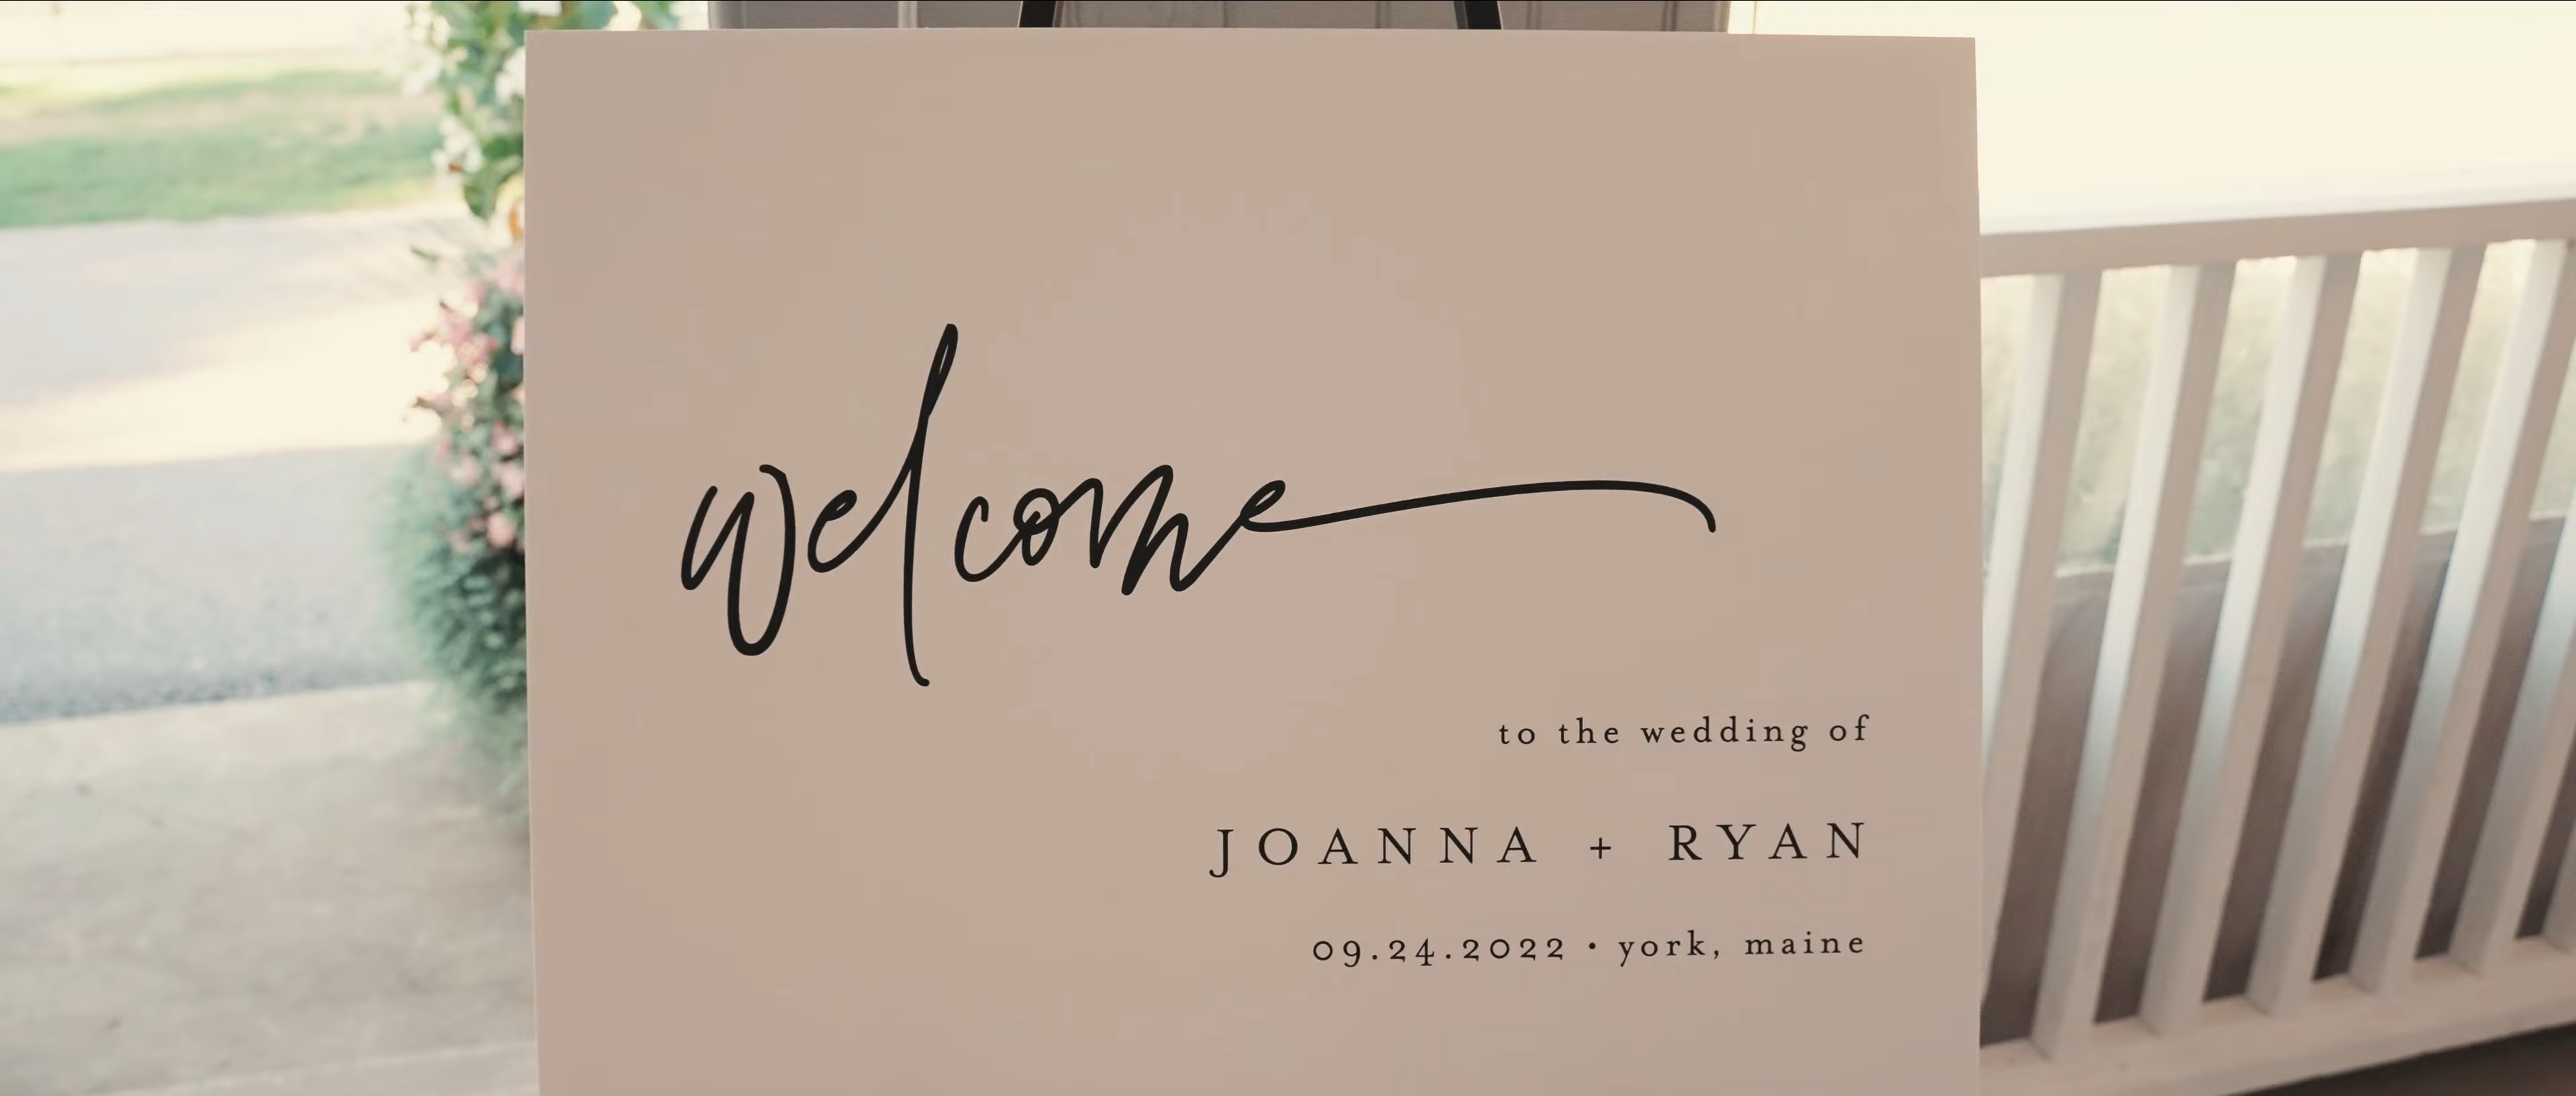 welcome
to the wedding of
JOANNA + RYAN
09.24.2022 • york, maine